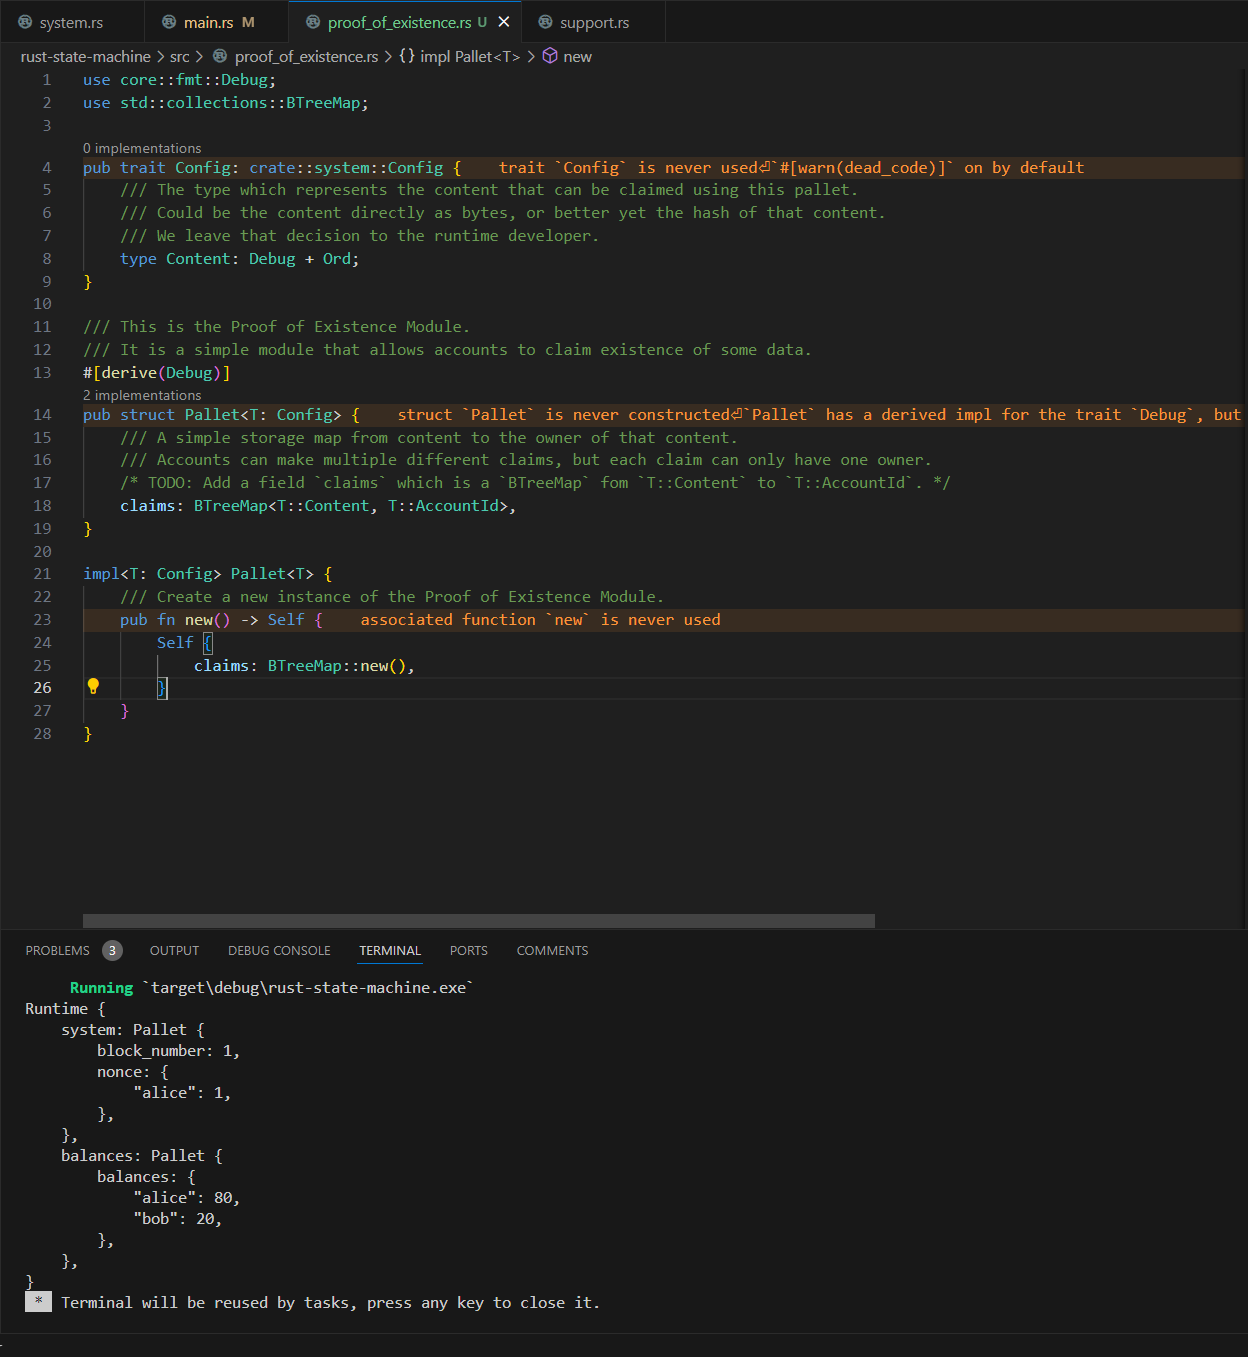 system.rs main.rs M proof_of_existence.rs U × support.rs
rust-state-machine > src > proof_of_existence.rs > {} impl Pallet<T> > new
1 use core::fmt::Debug;
2 use std::collections::BTreeMap;
3
0 implementations
4 pub trait Config: crate::system::Config { trait `Config` is never used⏎`#[warn(dead_code)]` on by default
5 /// The type which represents the content that can be claimed using this pallet.
6 /// Could be the content directly as bytes, or better yet the hash of that content.
7 /// We leave that decision to the runtime developer.
8 type Content: Debug + Ord;
9 }
10
11 /// This is the Proof of Existence Module.
12 /// It is a simple module that allows accounts to claim existence of some data.
13 #[derive(Debug)]
2 implementations
14 pub struct Pallet<T: Config> { struct `Pallet` is never constructed⏎`Pallet` has a derived impl for the trait `Debug`, but
15 /// A simple storage map from content to the owner of that content.
16 /// Accounts can make multiple different claims, but each claim can only have one owner.
17 /* TODO: Add a field `claims` which is a `BTreeMap` fom `T::Content` to `T::AccountId`. */
18 claims: BTreeMap<T::Content, T::AccountId>,
19 }
20
21 impl<T: Config> Pallet<T> {
22 /// Create a new instance of the Proof of Existence Module.
23 pub fn new() -> Self { associated function `new` is never used
24 Self {
25 claims: BTreeMap::new(),
26 }
27 }
28 }
PROBLEMS 3 OUTPUT DEBUG CONSOLE TERMINAL PORTS COMMENTS
Running `target\debug\rust-state-machine.exe`
Runtime {
system: Pallet {
block_number: 1,
nonce: {
"alice": 1,
},
},
balances: Pallet {
balances: {
"alice": 80,
"bob": 20,
},
},
}
* Terminal will be reused by tasks, press any key to close it.